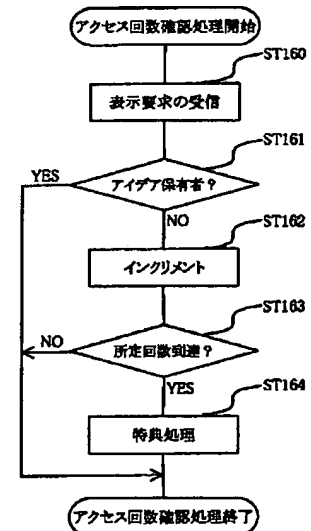 アクセス回数確認処理開始
ST160
表示要求の受信
ST161
アイデア保有者?
YES
NO
ST162
インクリメント
ST163
所定回数到達?
NO
YES
ST164
特典処理
アクセス回数確認処理終了